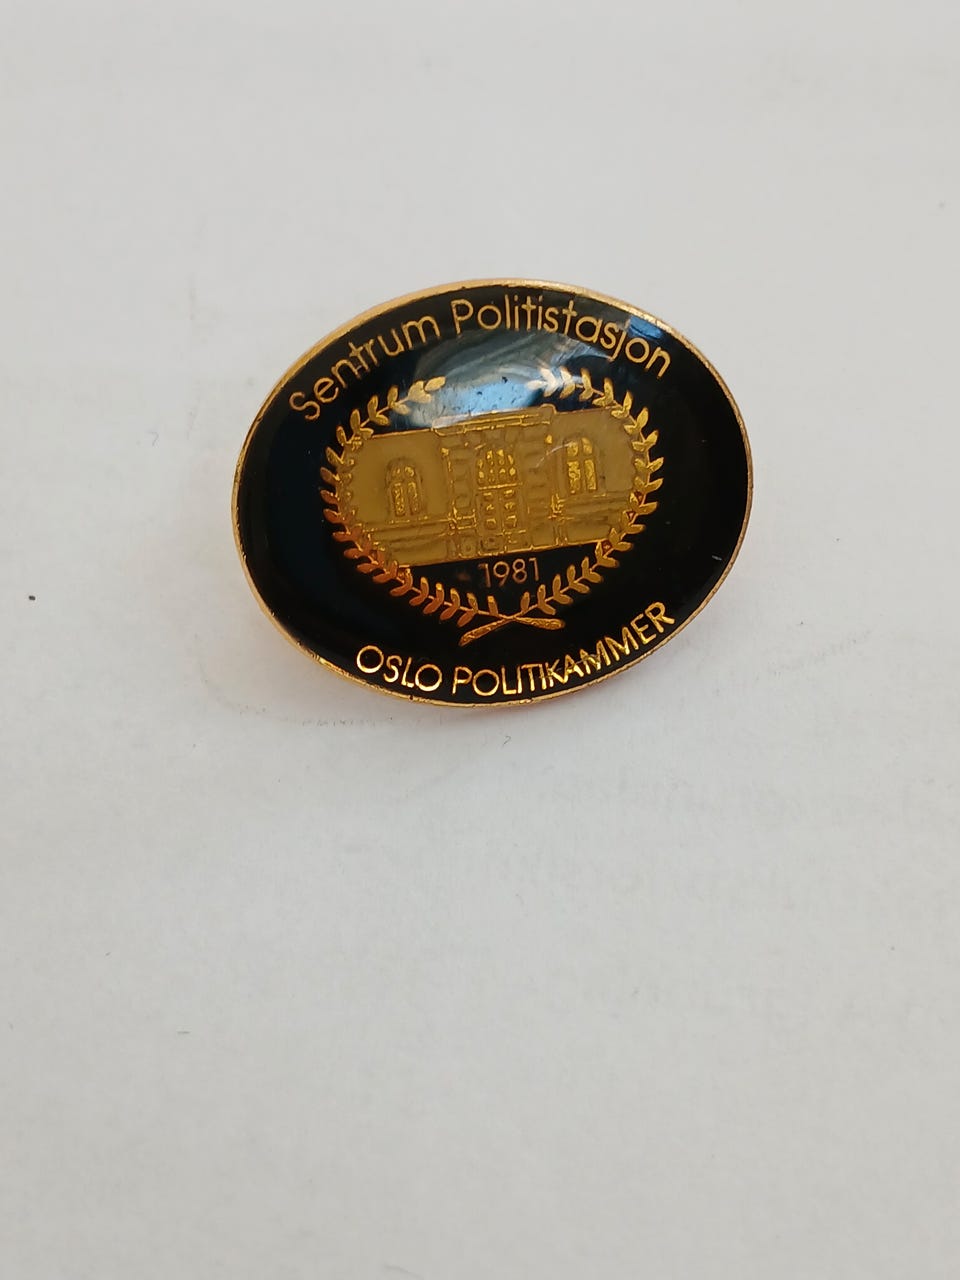 Sentrum Politistasjon
1981
OSLO POLITIKAMMER